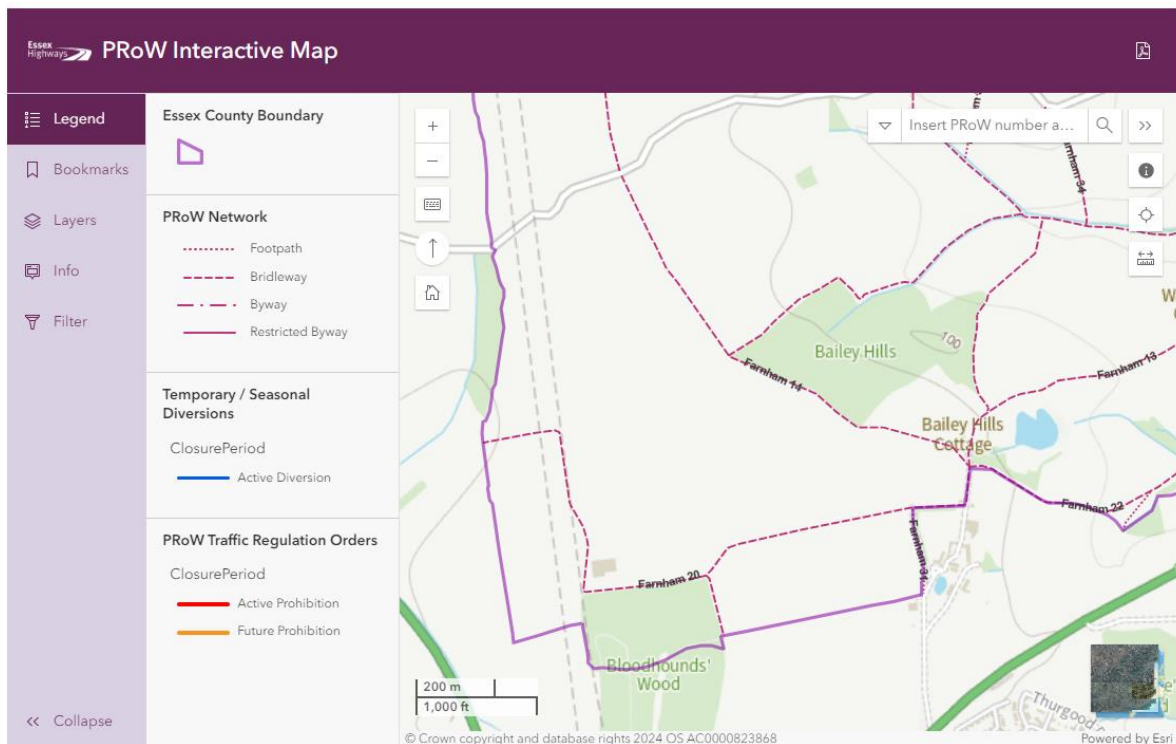 Essex
Highways
PRoW Interactive Map
Legend
Bookmarks
Layers
Info
Filter
Collapse
Essex County Boundary
PRoW Network
Footpath
Bridleway
Byway
Restricted Byway
Temporary / Seasonal
Diversions
ClosurePeriod
Active Diversion
PRoW Traffic Regulation Orders
ClosurePeriod
Active Prohibition
Future Prohibition
Insert PRoW number a...
Farnham 34
Bailey Hills
100
Farnham 14
Farnham 13
Bailey Hills
Cottage
Farnham 22
Farnham 20
Bloodhounds'
Wood
200 m
1,000 ft
© Crown copyright and database rights 2024 OS AC0000823868
Powered by Esri